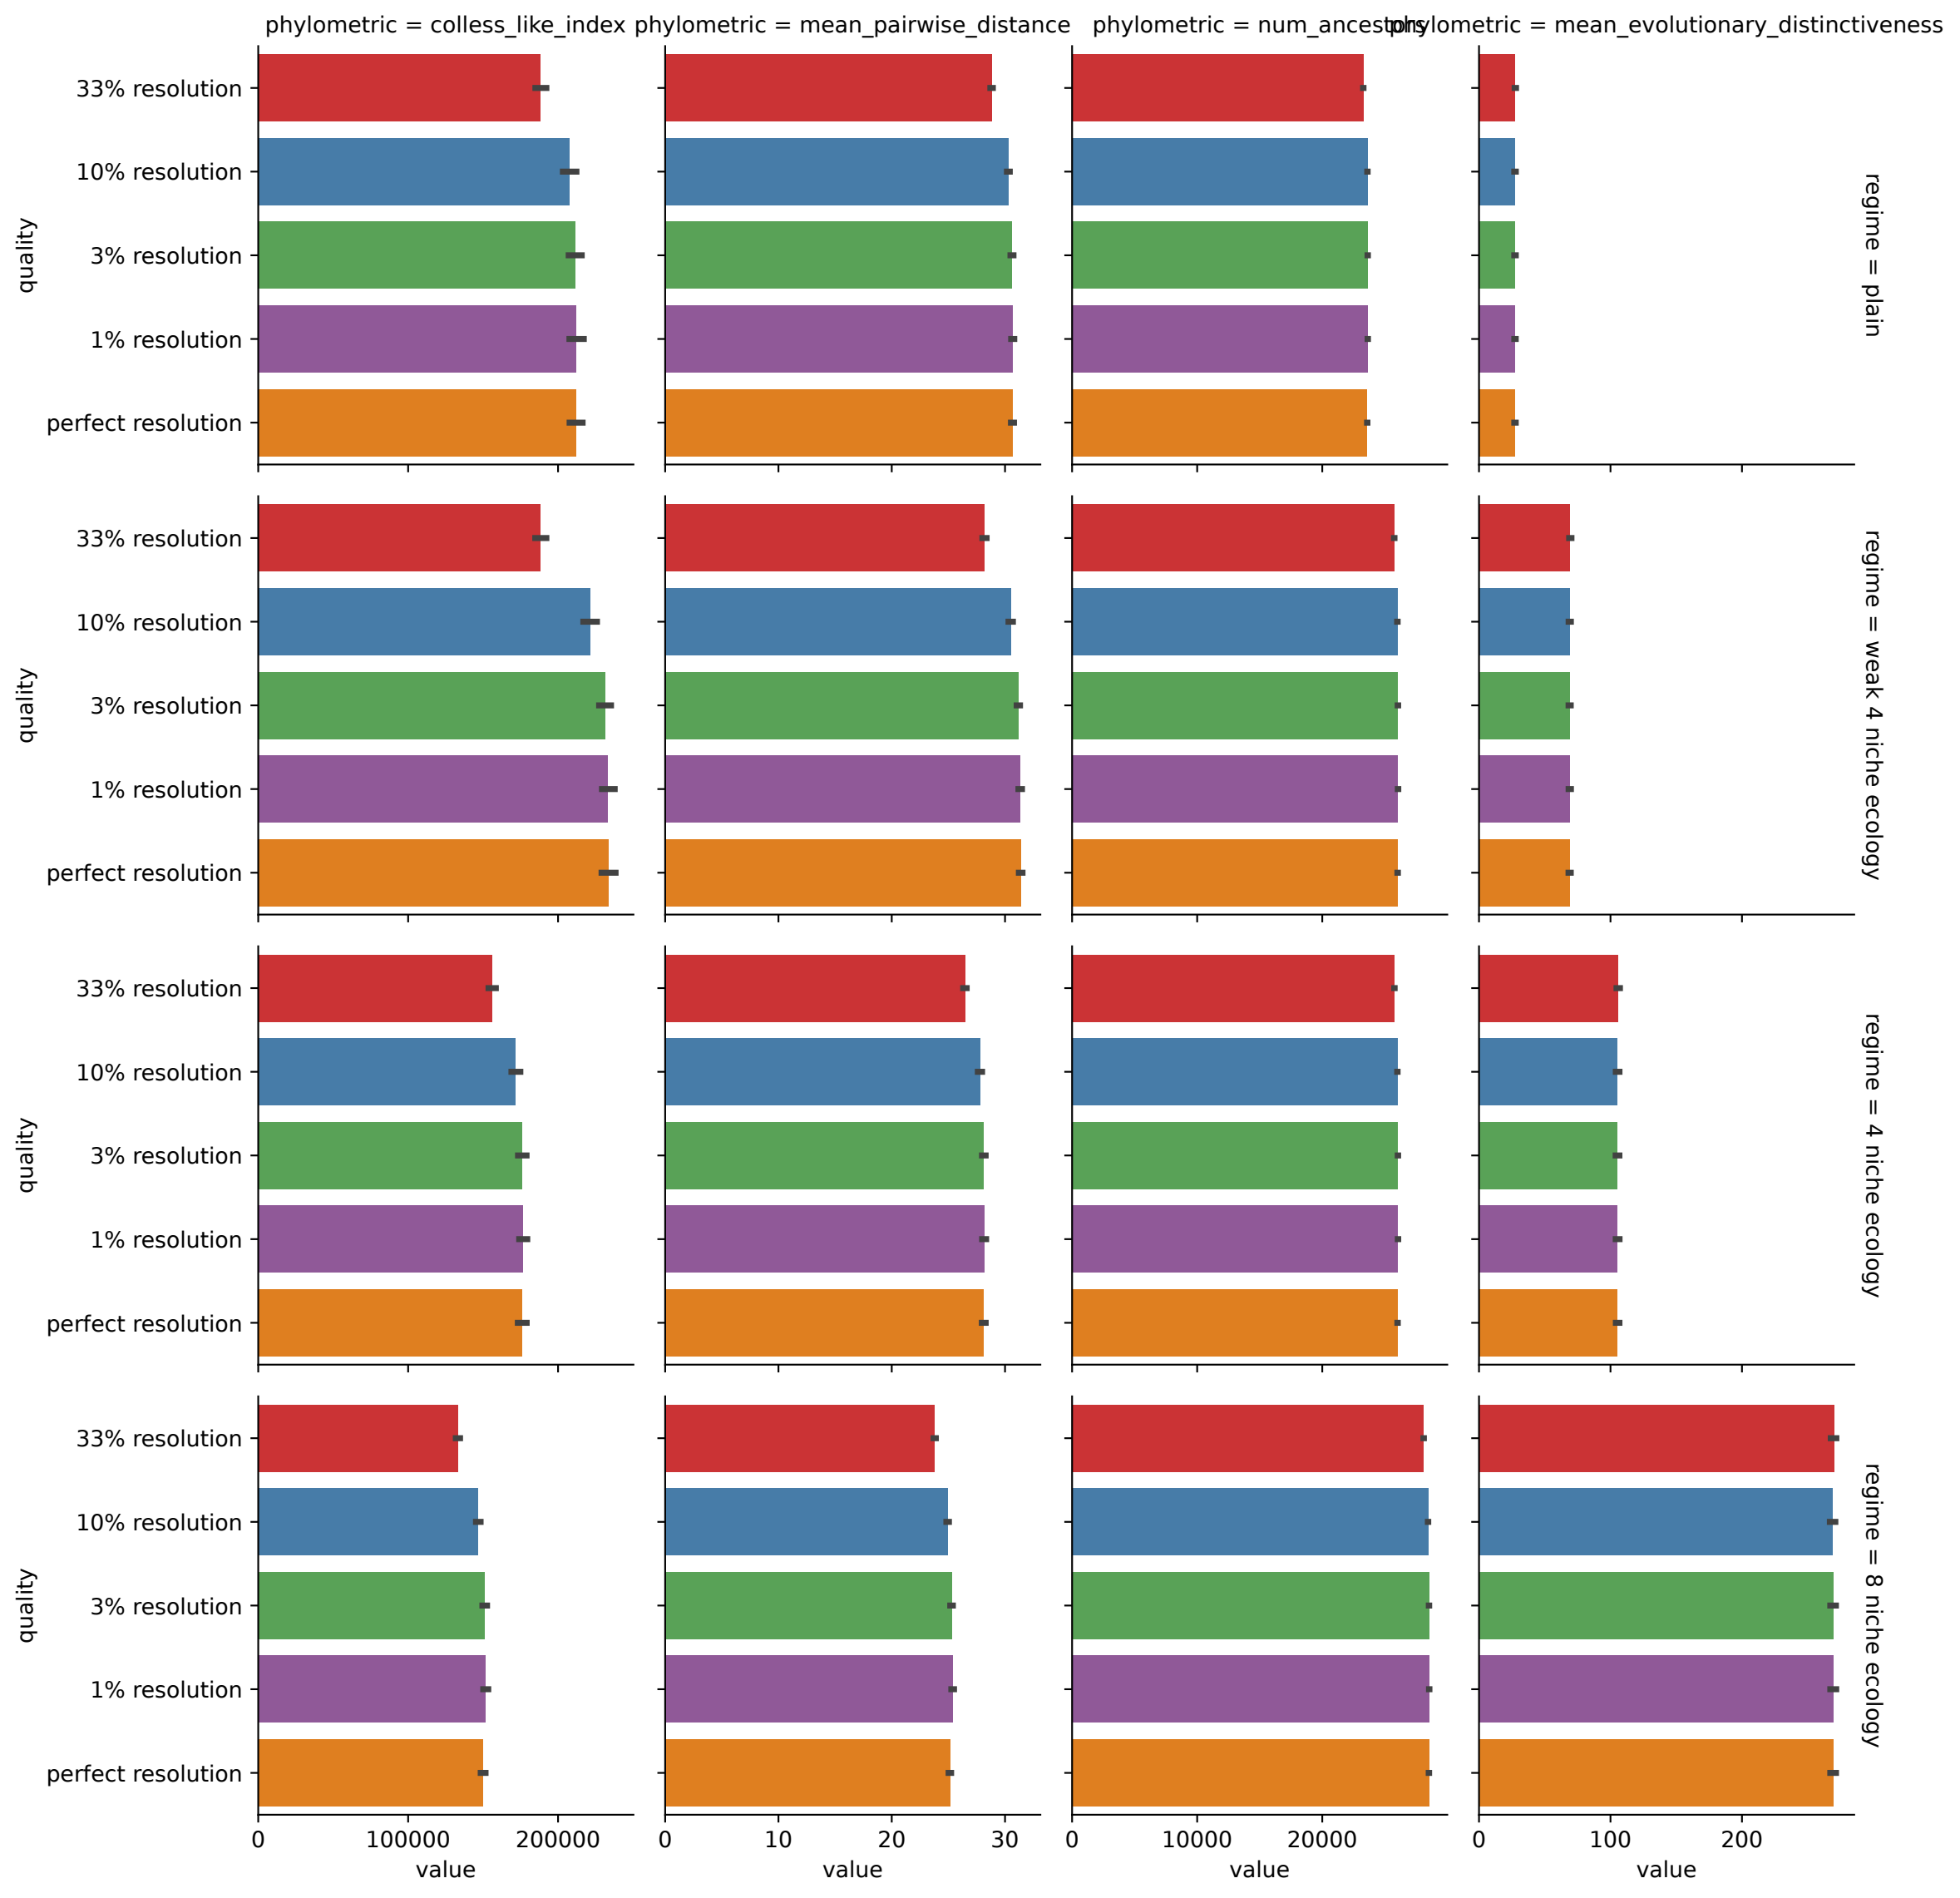 phylometric = colless_like_index
phylometric = mean_pairwise_distance
phylometric = num_ancestors
phylometric = mean_evolutionary_distinctiveness
33% resolution
10% resolution
3% resolution
1% resolution
perfect resolution
quality
regime = plain
33% resolution
10% resolution
3% resolution
1% resolution
perfect resolution
quality
regime = weak 4 niche ecology
33% resolution
10% resolution
3% resolution
1% resolution
perfect resolution
quality
regime = 4 niche ecology
33% resolution
10% resolution
3% resolution
1% resolution
perfect resolution
quality
regime = 8 niche ecology
0 100000 200000
value
0 10 20 30
value
0 10000 20000
value
0 100 200
value